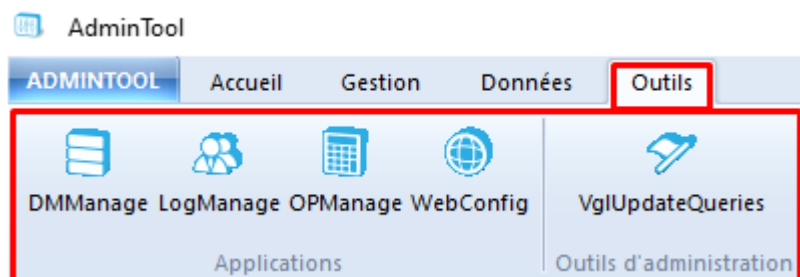 AdminTool
ADMINTOOL Accueil Gestion Données Outils
DMManage LogManage OPManage WebConfig VglUpdateQueries
Applications Outils d'administration